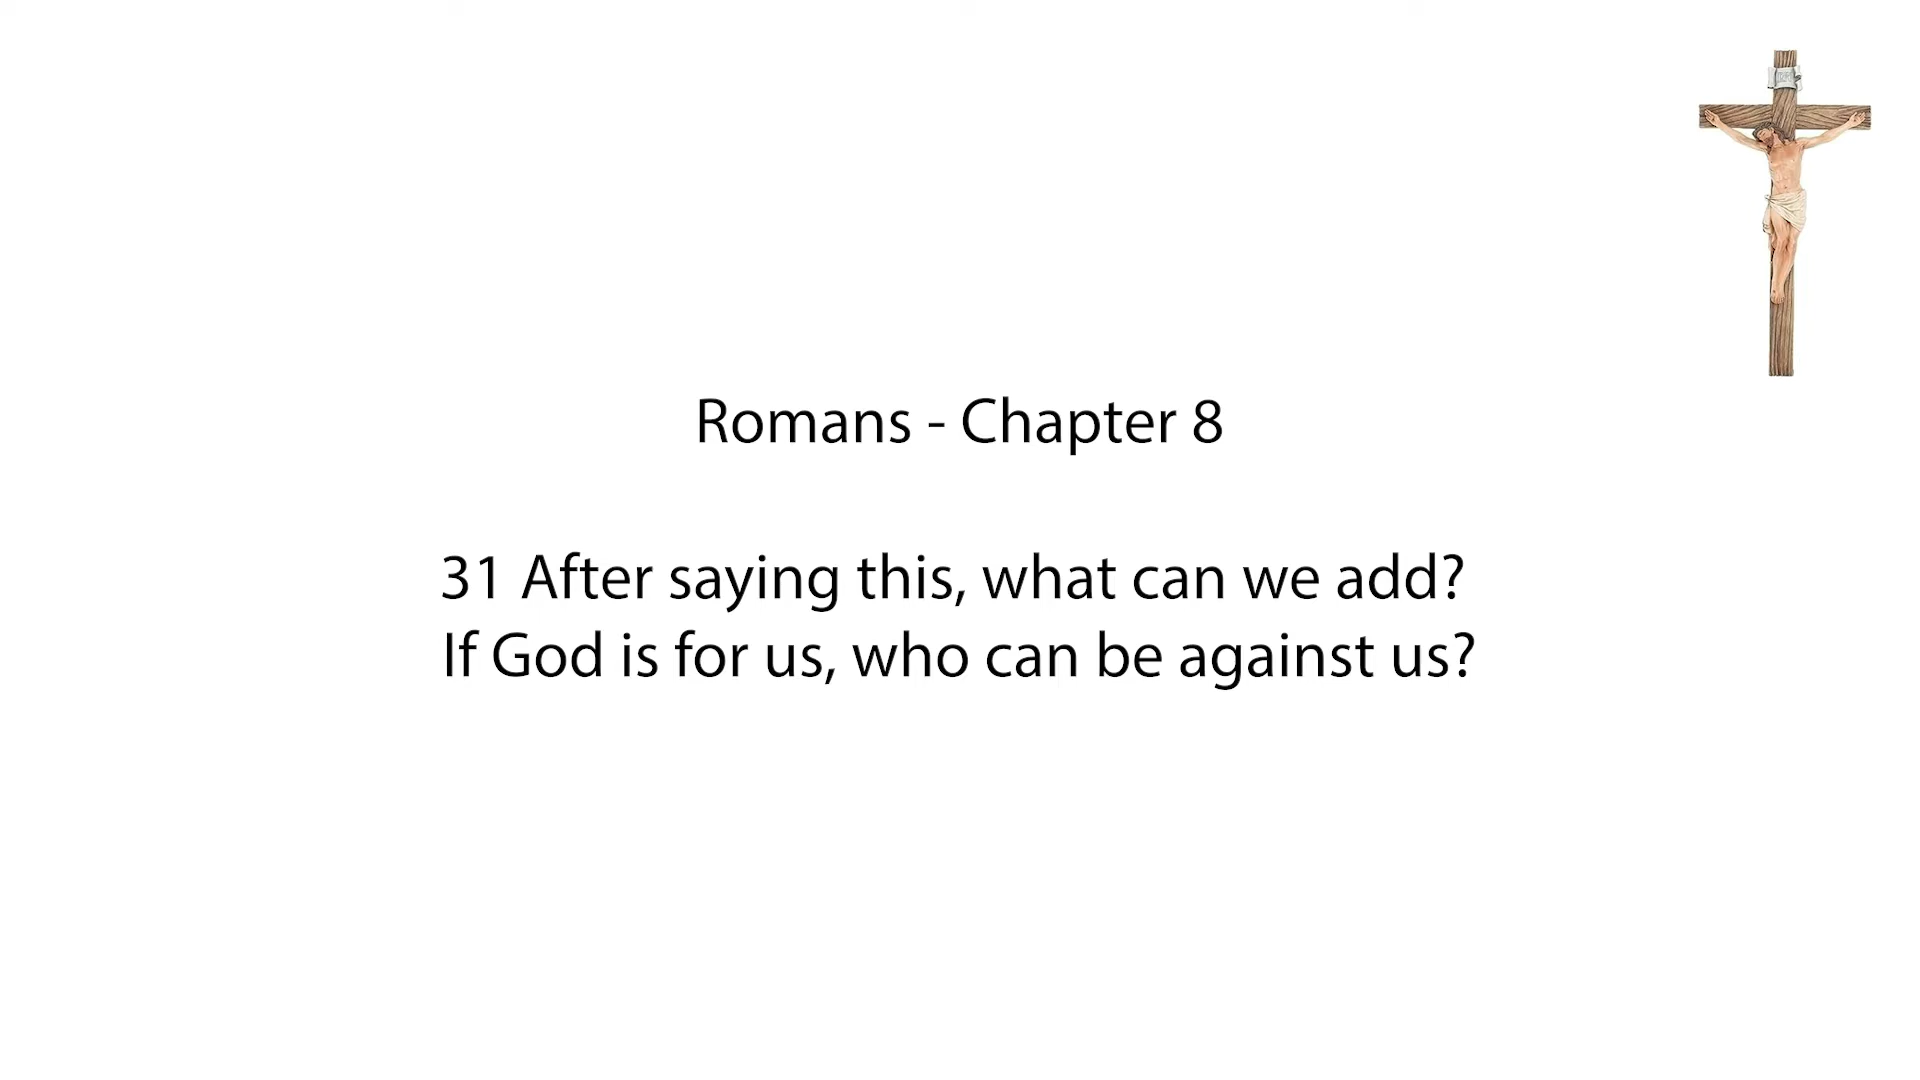 Romans - Chapter 8
31 After saying this, what can we add?
If God is for us, who can be against us?